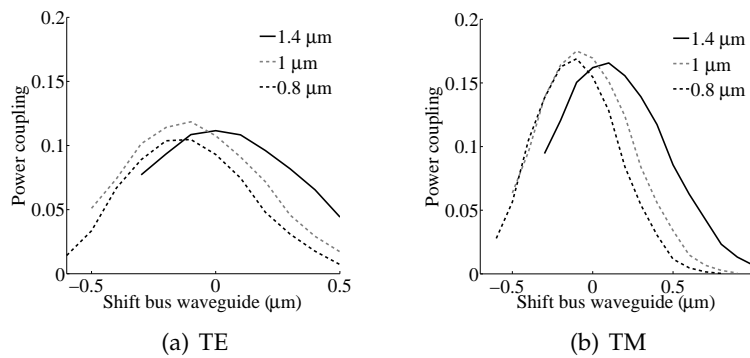 0.2
0.15
0.1
0.05
0
Power coupling
1.4 μm
1 μm
0.8 μm
−0.5
0
0.5
Shift bus waveguide (μm)
(a) TE
0.2
0.15
0.1
0.05
0
Power coupling
1.4 μm
1 μm
0.8 μm
−0.5
0
0.5
Shift bus waveguide (μm)
(b) TM